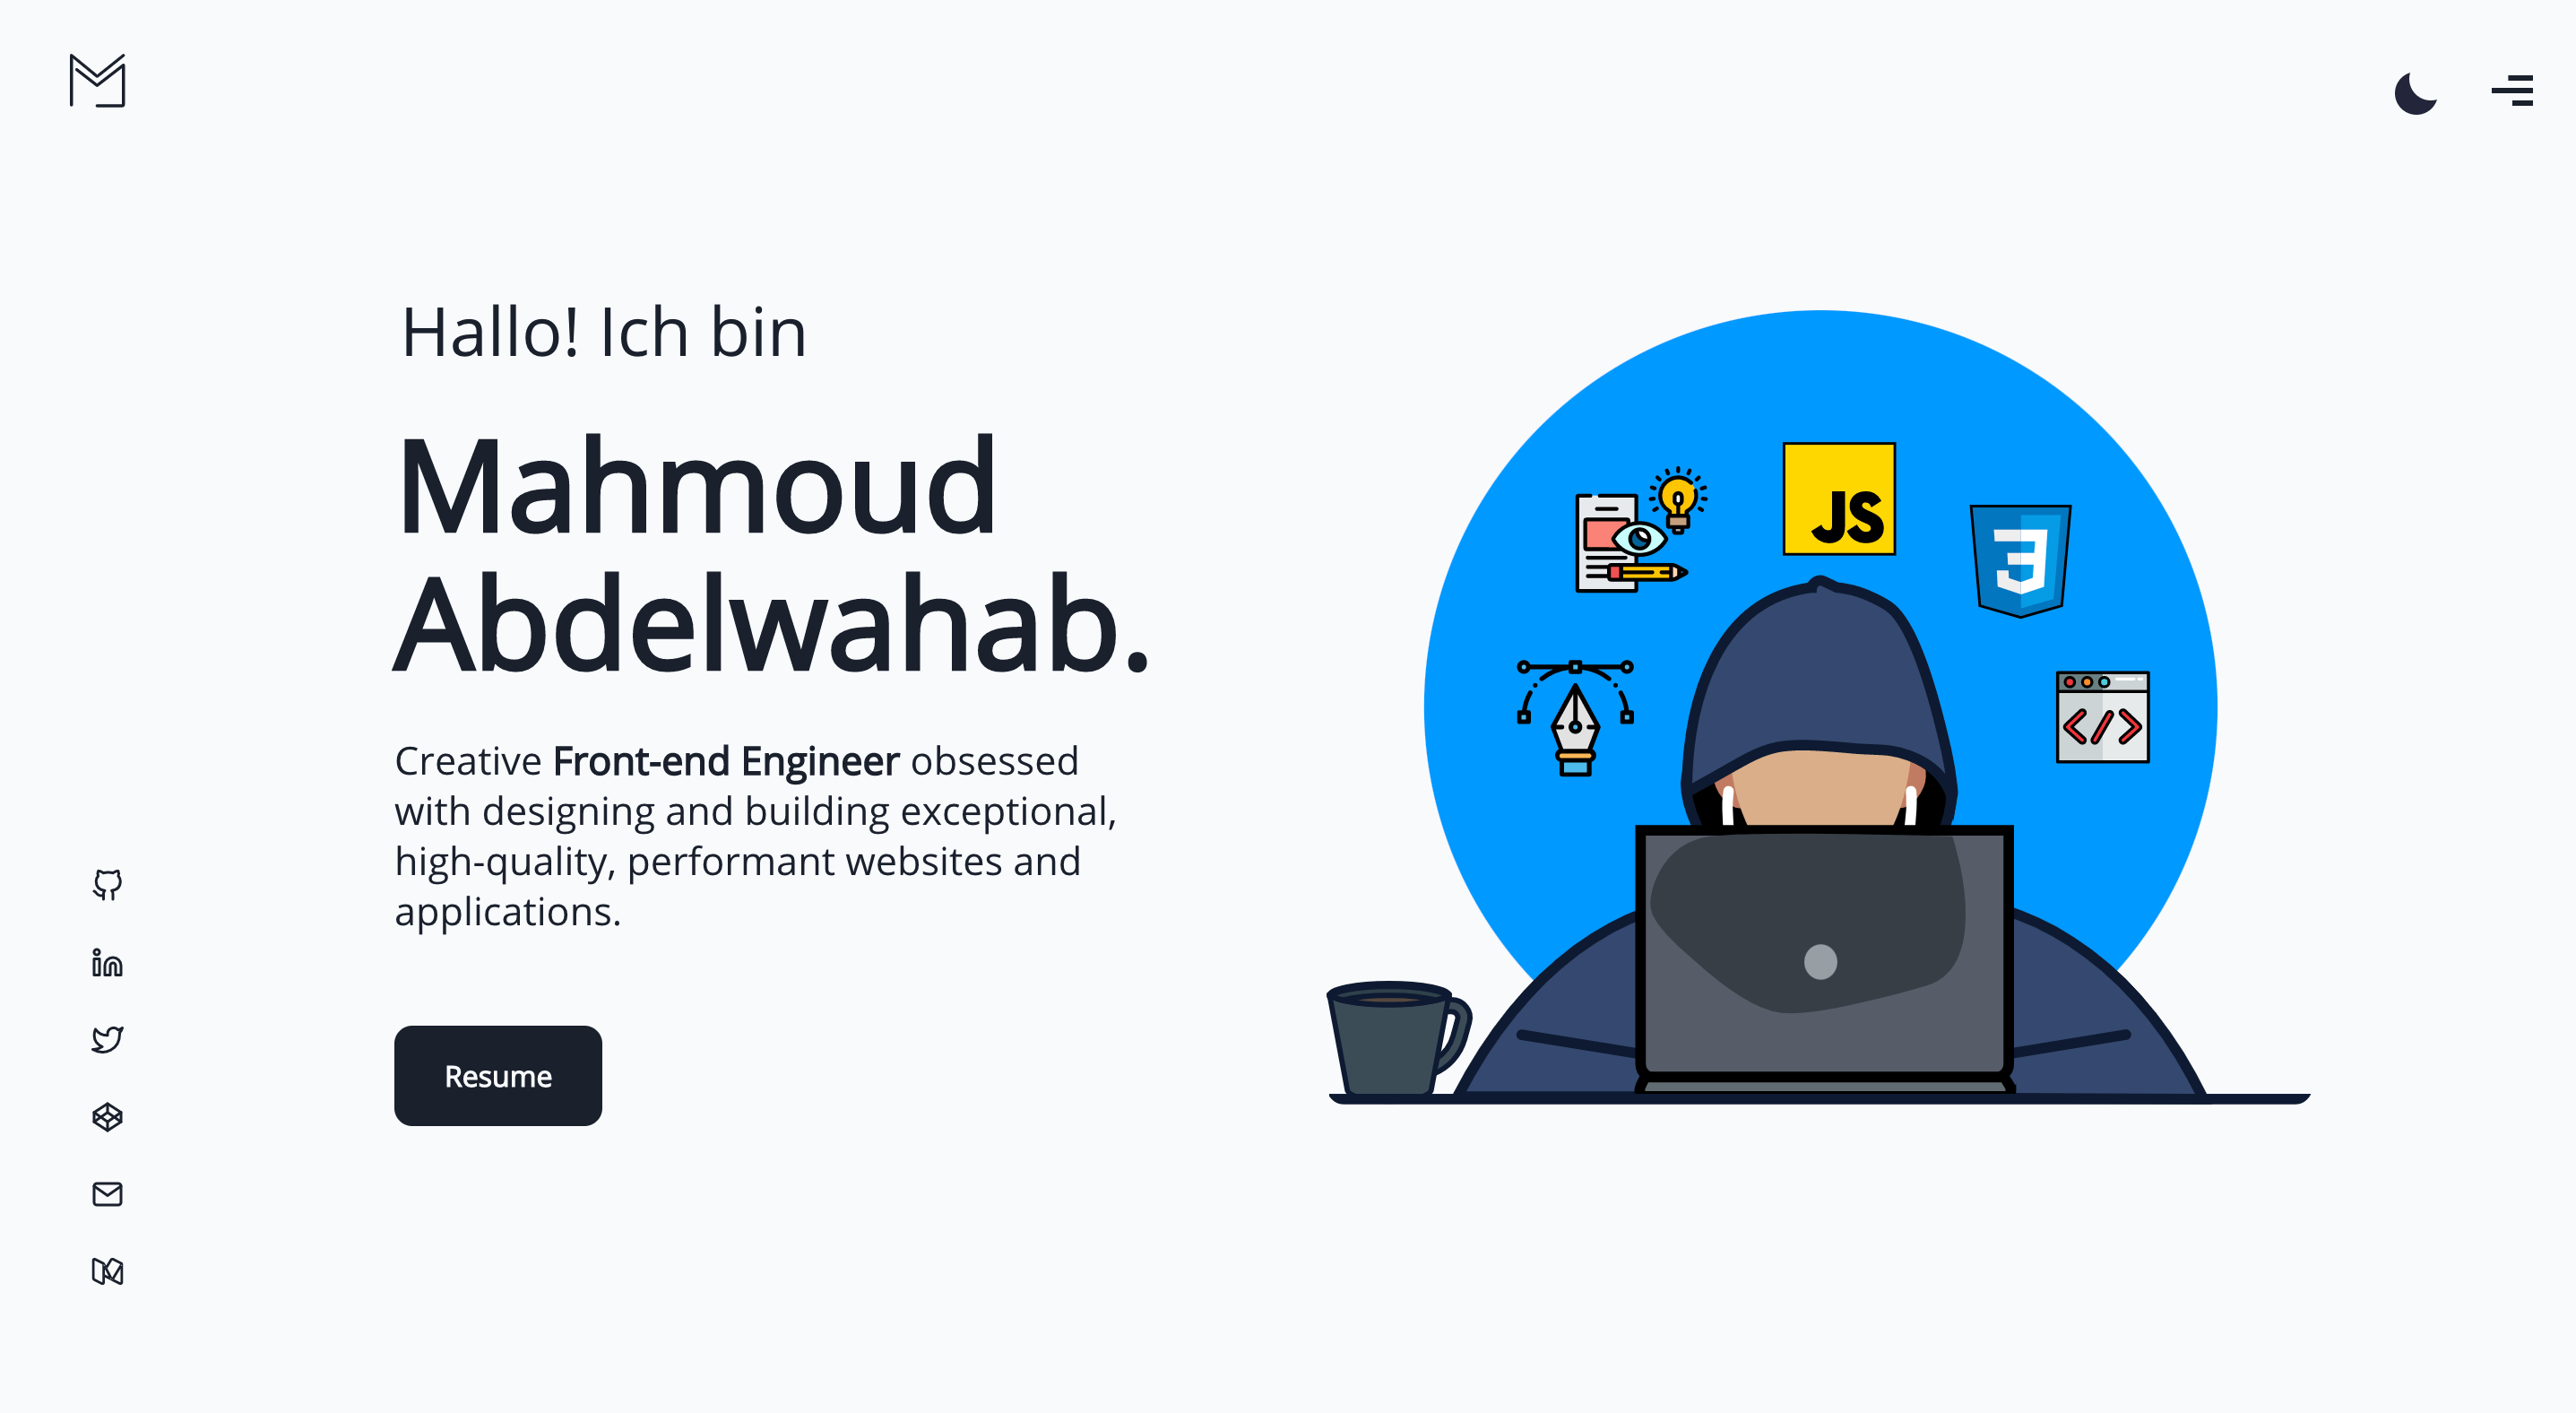 Hallo! Ich bin
Mahmoud
Abdelwahab.
Creative Front-end Engineer obsessed
with designing and building exceptional,
high-quality, performant websites and
applications.
Resume
JS